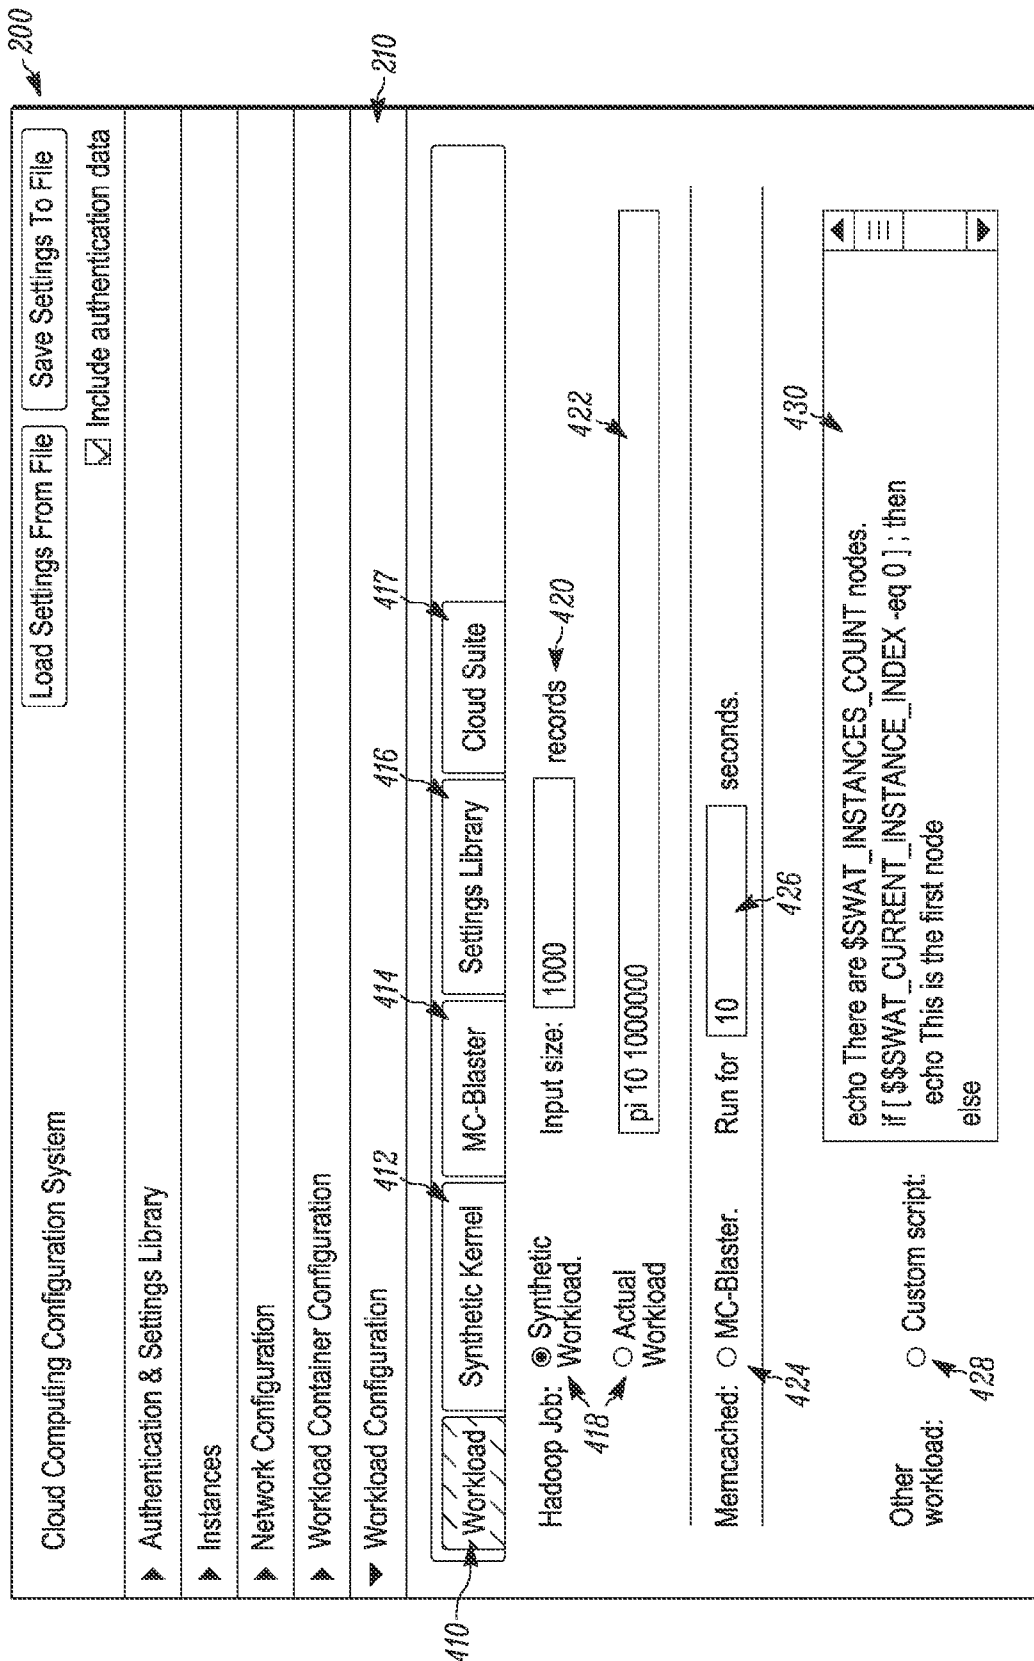 200
Cloud Computing Configuration System
Load Settings From File
Save Settings To File
Include authentication data
Authentication & Settings Library
Instances
Network Configuration
Workload Container Configuration
Workload Configuration
210
410
412
414
416
417
Workload
Synthetic Kernel
MC-Blaster
Settings Library
Cloud Suite
Hadoop Job:
Synthetic
Workload.
Input size: 1000 records
420
418
Actual
Workload
pi 10 1000000
422
Memcached: MC-Blaster. Run for 10 seconds.
424
426
Other
workload:
Custom script:
428
echo There are $SWAT_INSTANCES_COUNT nodes.
if [ $$SWAT_CURRENT_INSTANCE_INDEX -eq 0 ] ; then
echo This is the first node
else
430